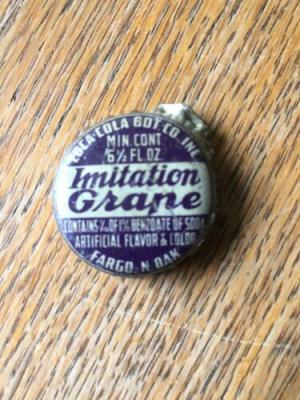 COCA-COLA BOT. CO. INC.
MIN. CONT.
6½ FL. OZ.
Imitation
Grape
CONTAINS 1/10 OF 1% BENZOATE OF SODA
ARTIFICIAL FLAVOR & COLOR
FARGO, N. DAK.